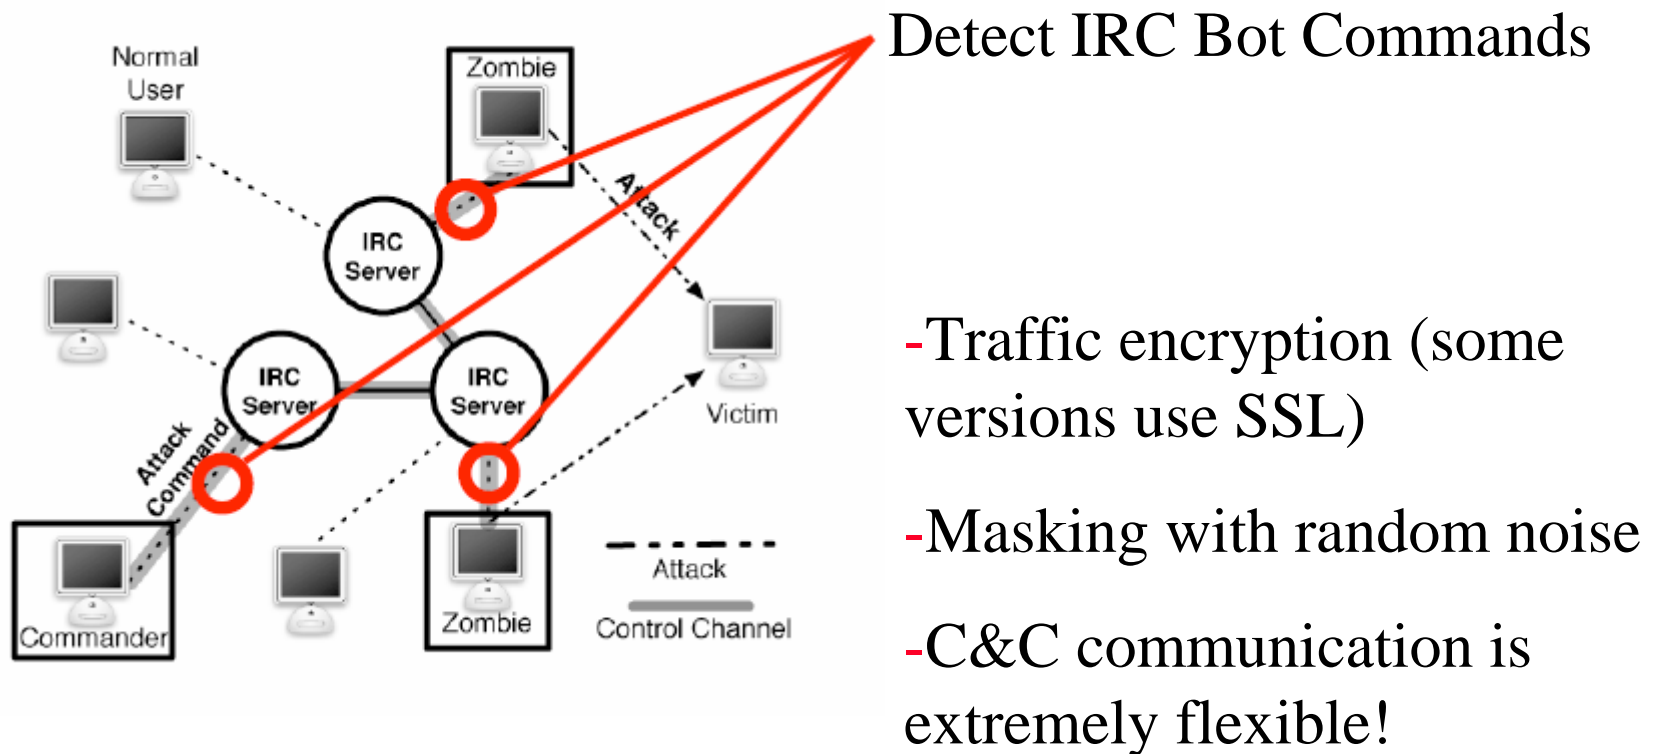 Detect IRC Bot Commands
Normal
User
Zombie
Attack
IRC
Server
IRC
Server
IRC
Server
Victim
Attack
Command
Commander
Zombie
Attack
Control Channel
-Traffic encryption (some
versions use SSL)
-Masking with random noise
-C&C communication is
extremely flexible!